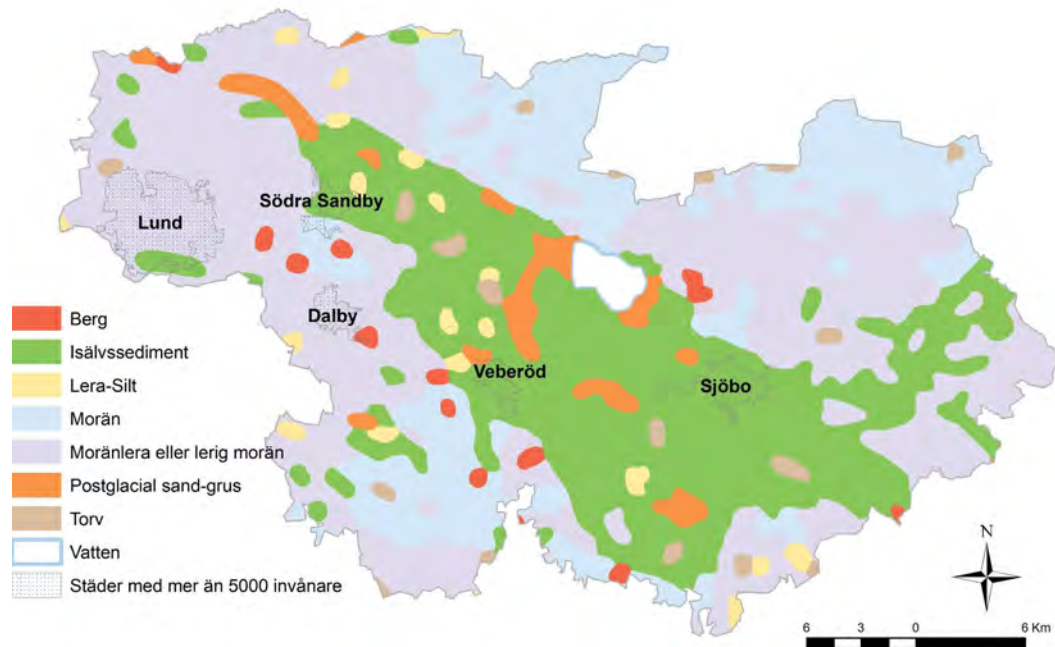 Södra Sandby
Lund
Dalby
Veberöd
Sjöbo
Berg
Isälvssediment
Lera-Silt
Morän
Moränlera eller lerig morän
Postglacial sand-grus
Torv
Vatten
Städer med mer än 5000 invånare
N
6 3 0 6 Km